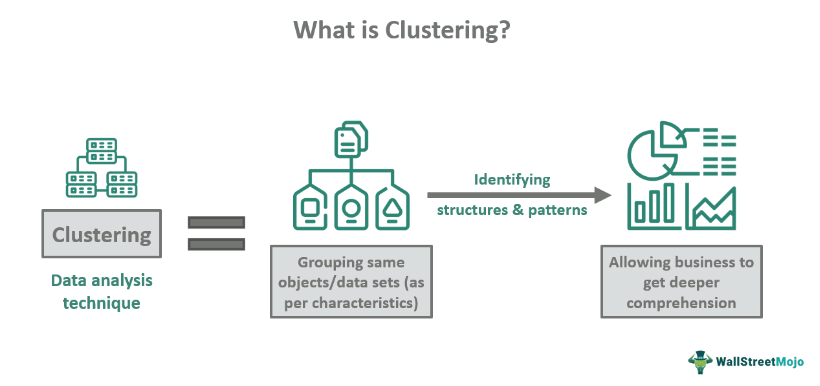 What is Clustering?
Clustering
Data analysis
technique
Grouping same
objects/data sets (as
per characteristics)
Identifying
structures & patterns
Allowing business to
get deeper
comprehension
WallStreetMojo